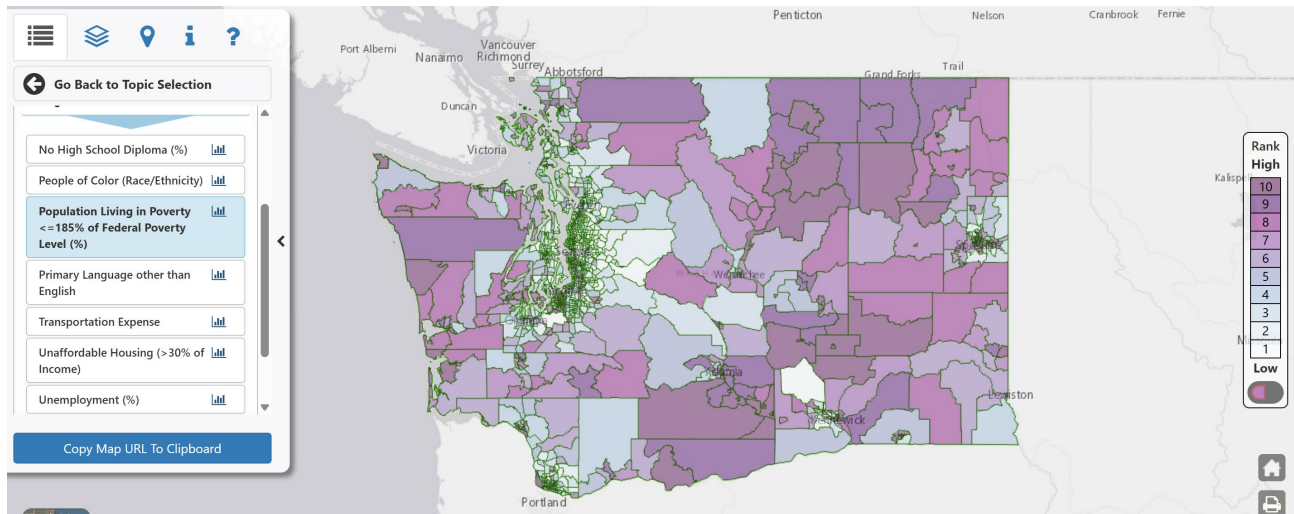 ?
Go Back to Topic Selection
No High School Diploma (%)
People of Color (Race/Ethnicity)
Population Living in Poverty
<=185% of Federal Poverty
Level (%)
Primary Language other than
English
Transportation Expense
Unaffordable Housing (>30% of
Income)
Unemployment (%)
Copy Map URL To Clipboard
Penticton
Nelson
Cranbrook
Fernie
Port Alberni
Vancouver
Nanaimo
Richmond
Surrey
Abbotsford
Grand Forks
Trail
Duncan
Victoria
Wenatchee
Lewiston
Portland
Rank
High
10
9
8
7
6
5
4
3
2
1
Low